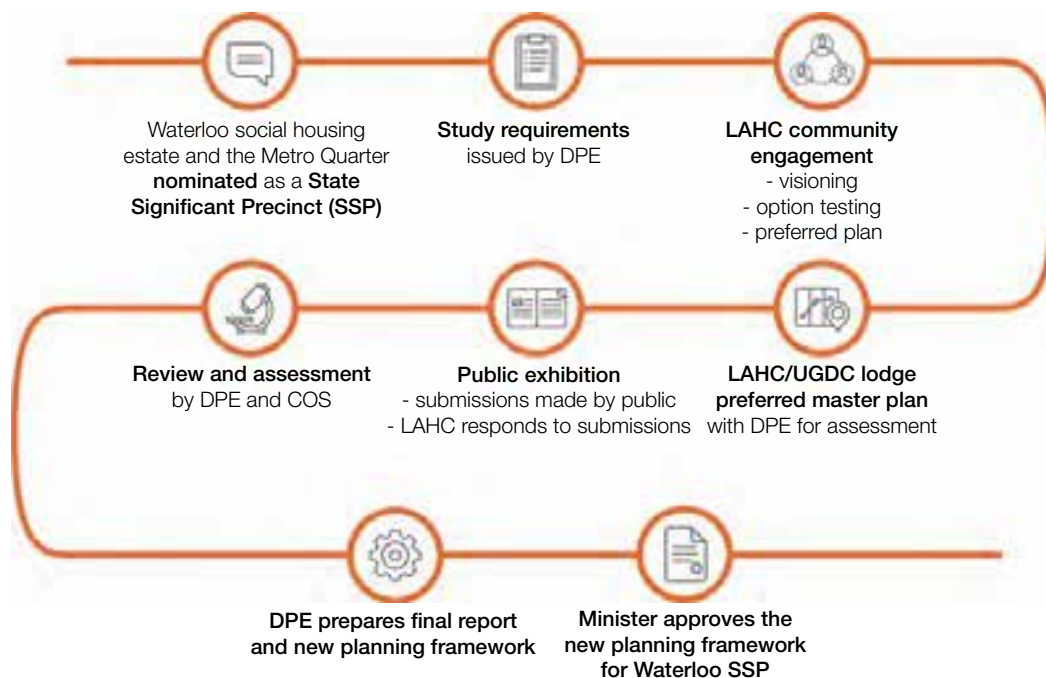 Waterloo social housing
estate and the Metro Quarter
nominated as a State
Significant Precinct (SSP)
Study requirements
issued by DPE
LAHC community
engagement
- visioning
- option testing
- preferred plan
LAHC/UGDC lodge
preferred master plan
with DPE for assessment
Public exhibition
- submissions made by public
- LAHC responds to submissions
Review and assessment
by DPE and COS
DPE prepares final report
and new planning framework
Minister approves the
new planning framework
for Waterloo SSP